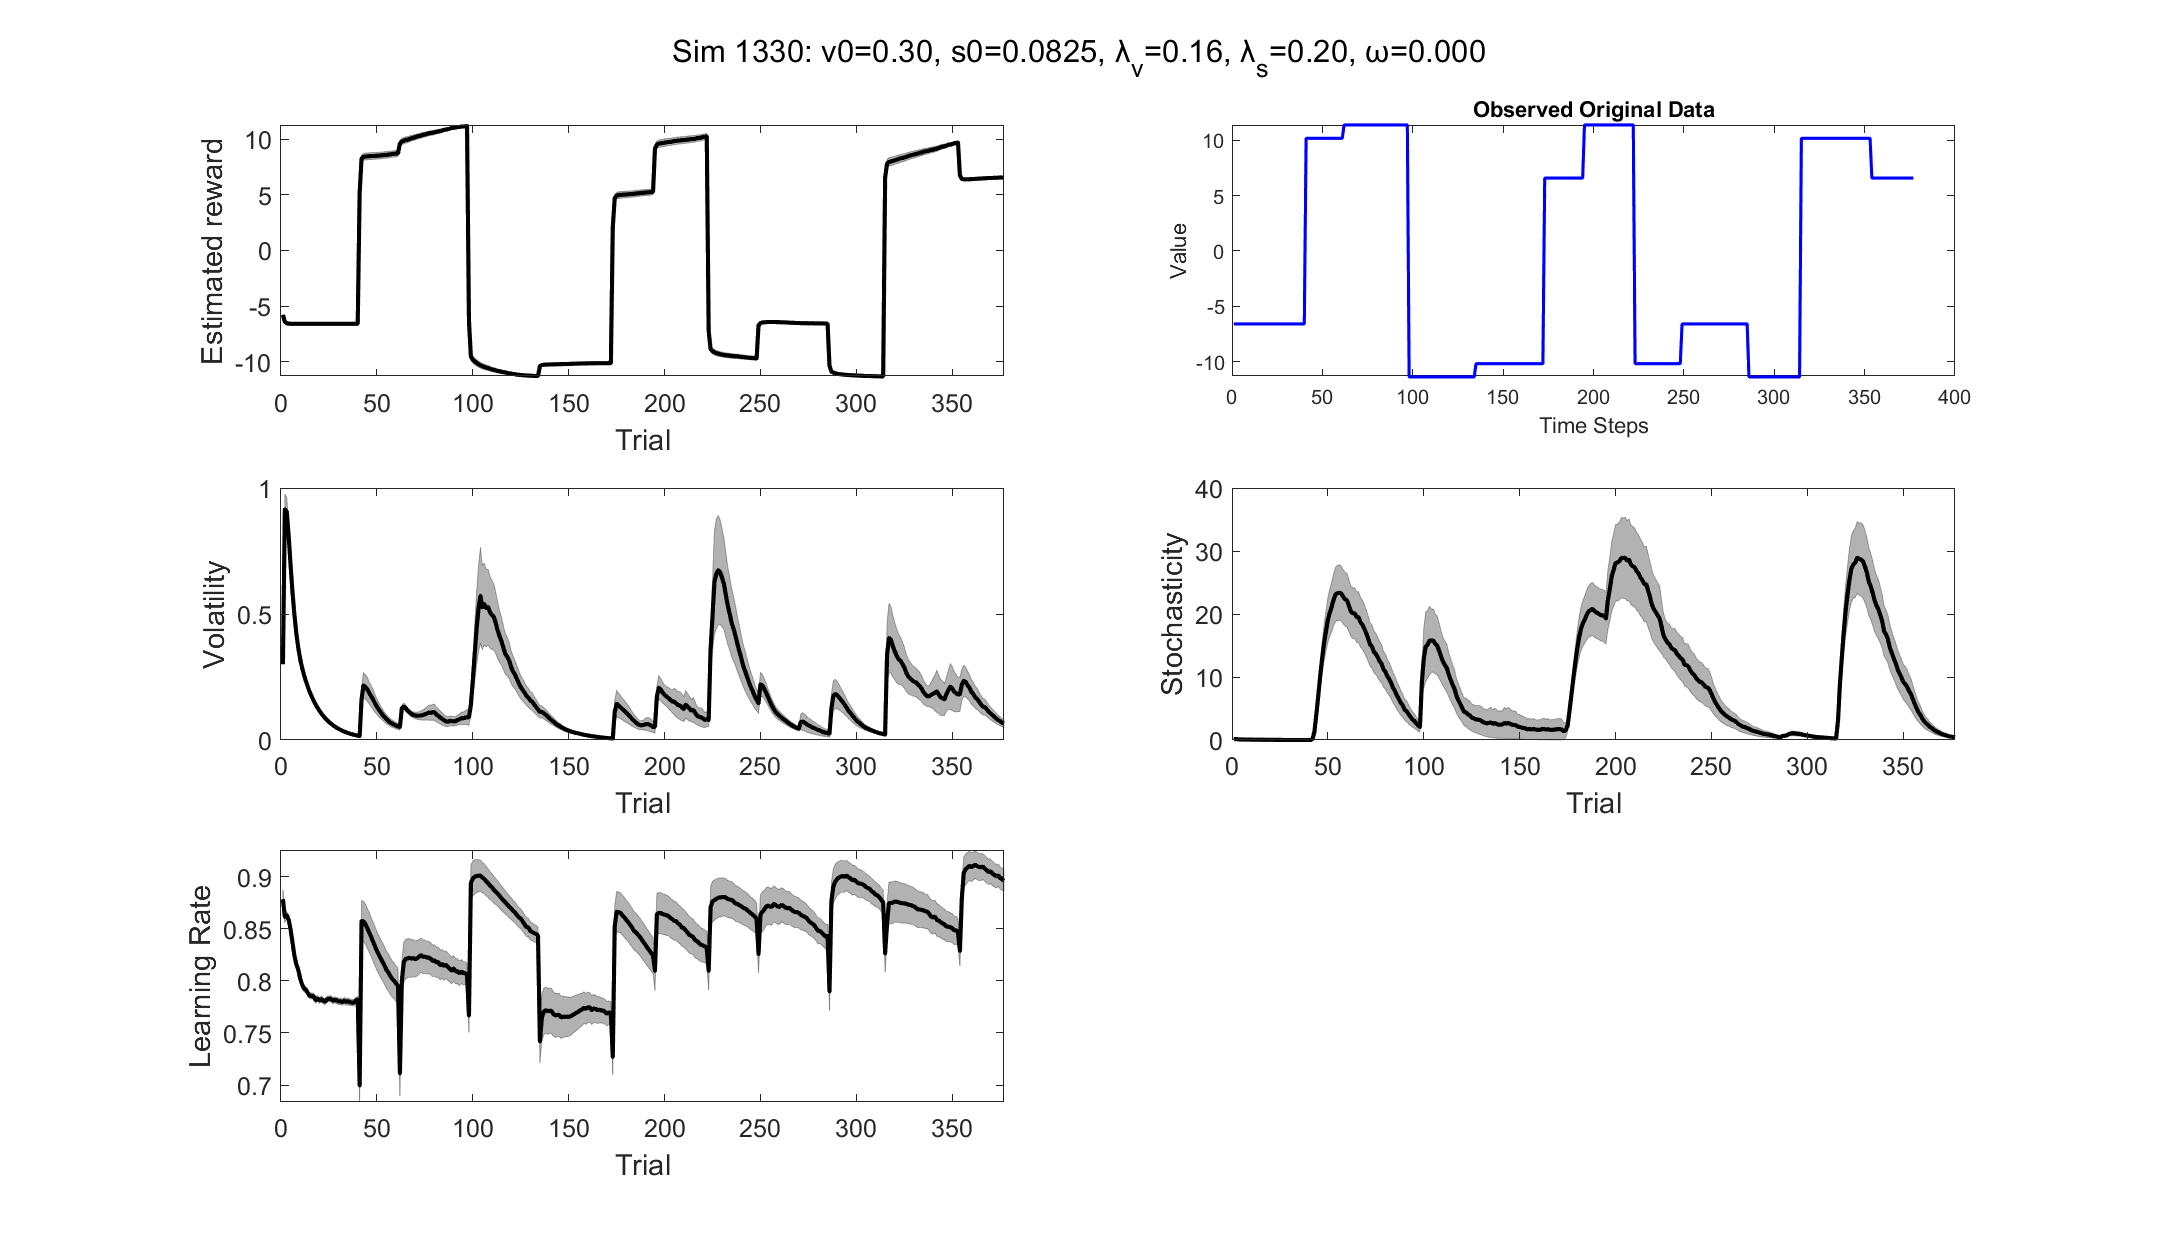 Sim 1330: v0=0.30, s0=0.0825, λ_v=0.16, λ_s=0.20, ω=0.000
Estimated reward
10
5
0
-5
-10
0 50 100 150 200 250 300 350
Trial
Observed Original Data
Value
10
5
0
-5
-10
0 50 100 150 200 250 300 350 400
Time Steps
Volatility
1
0.5
0
0 50 100 150 200 250 300 350
Trial
Stochasticity
40
30
20
10
0
0 50 100 150 200 250 300 350
Trial
Learning Rate
0.9
0.85
0.8
0.75
0.7
0 50 100 150 200 250 300 350
Trial